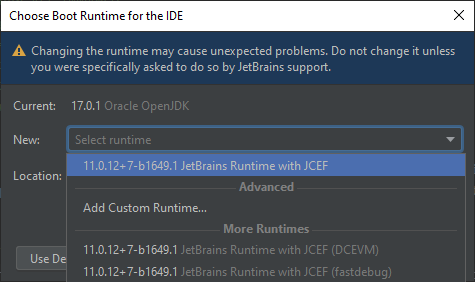 Choose Boot Runtime for the IDE
Changing the runtime may cause unexpected problems. Do not change it unless
you were specifically asked to do so by JetBrains support.
Current: 17.0.1 Oracle OpenJDK
New: Select runtime
11.0.12+7-b1649.1 JetBrains Runtime with JCEF
Location:
Advanced
Add Custom Runtime...
More Runtimes
11.0.12+7-b1649.1 JetBrains Runtime with JCEF (DCEVM)
Use De
11.0.12+7-b1649.1 JetBrains Runtime with JCEF (fastdebug)